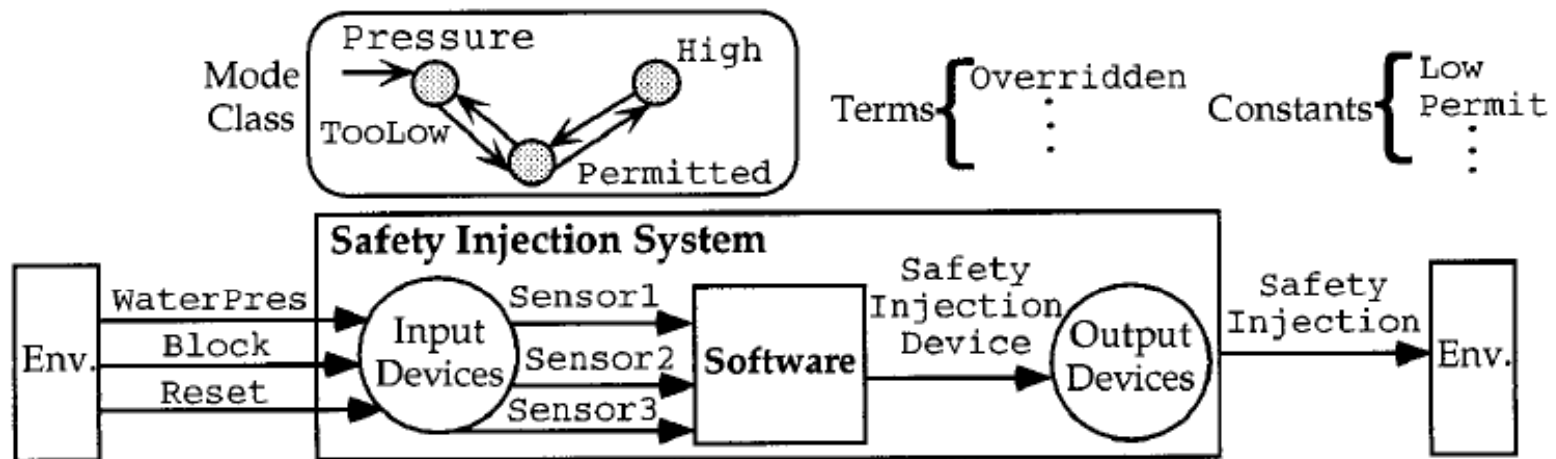 Pressure
High
Mode
Class
TooLow
Permitted
Terms
Overridden
Constants
Low
Permit
Safety Injection System
Env.
WaterPres
Block
Reset
Input
Devices
Sensor1
Sensor2
Sensor3
Software
Safety
Injection
Device
Output
Devices
Safety
Injection
Env.